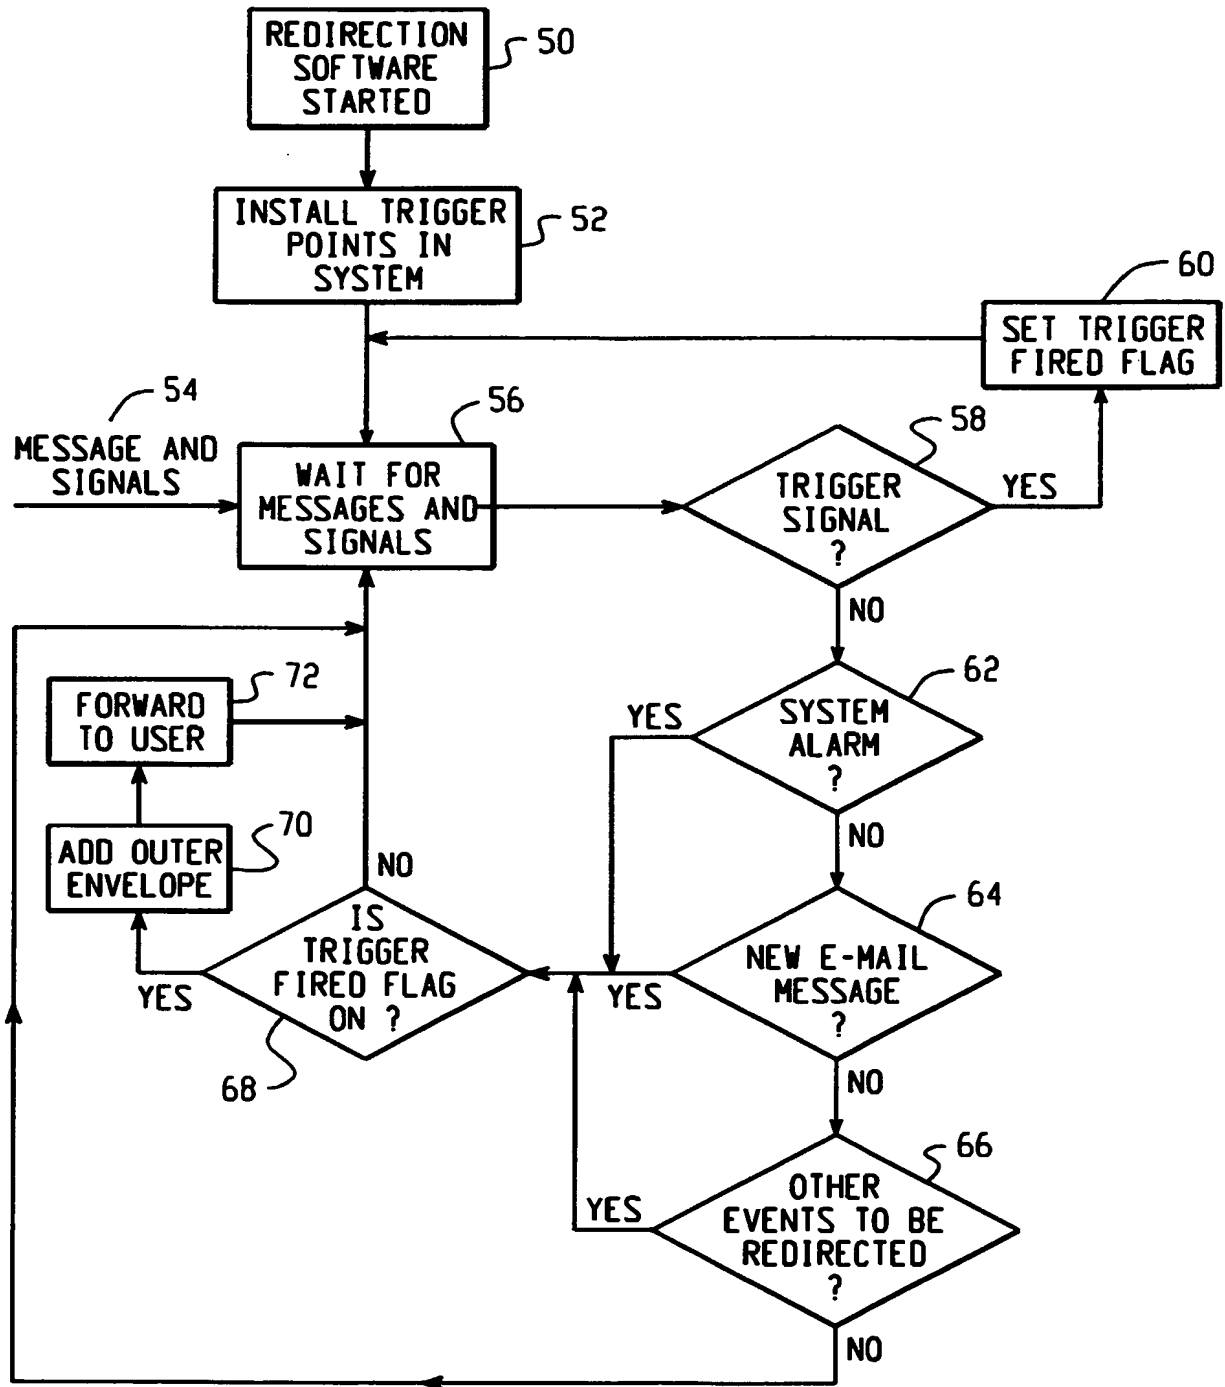 REDIRECTION
SOFTWARE
STARTED
50
INSTALL TRIGGER
POINTS IN
SYSTEM
52
60
SET TRIGGER
FIRED FLAG
54
MESSAGE AND
SIGNALS
56
WAIT FOR
MESSAGES AND
SIGNALS
58
TRIGGER
SIGNAL
?
YES
NO
62
SYSTEM
ALARM
?
YES
NO
72
FORWARD
TO USER
70
ADD OUTER
ENVELOPE
NO
IS
TRIGGER
FIRED FLAG
ON ?
YES
68
64
NEW E-MAIL
MESSAGE
?
YES
NO
66
OTHER
EVENTS TO BE
REDIRECTED
?
YES
NO